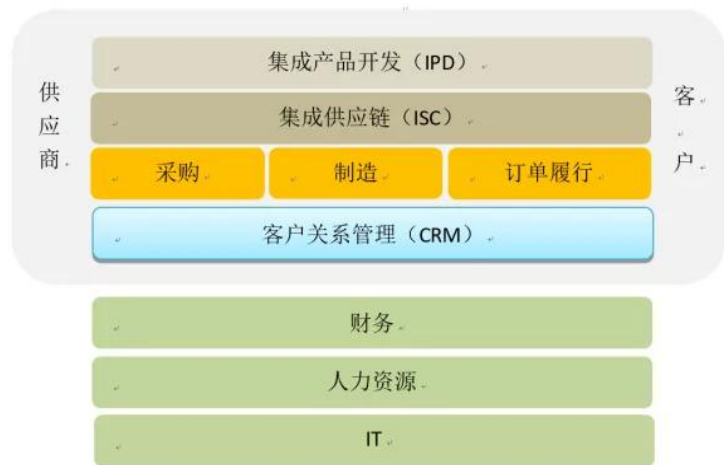 集成产品开发（IPD）
供应商
集成供应链（ISC）
客户
采购 制造 订单履行
客户关系管理（CRM）
财务
人力资源
IT